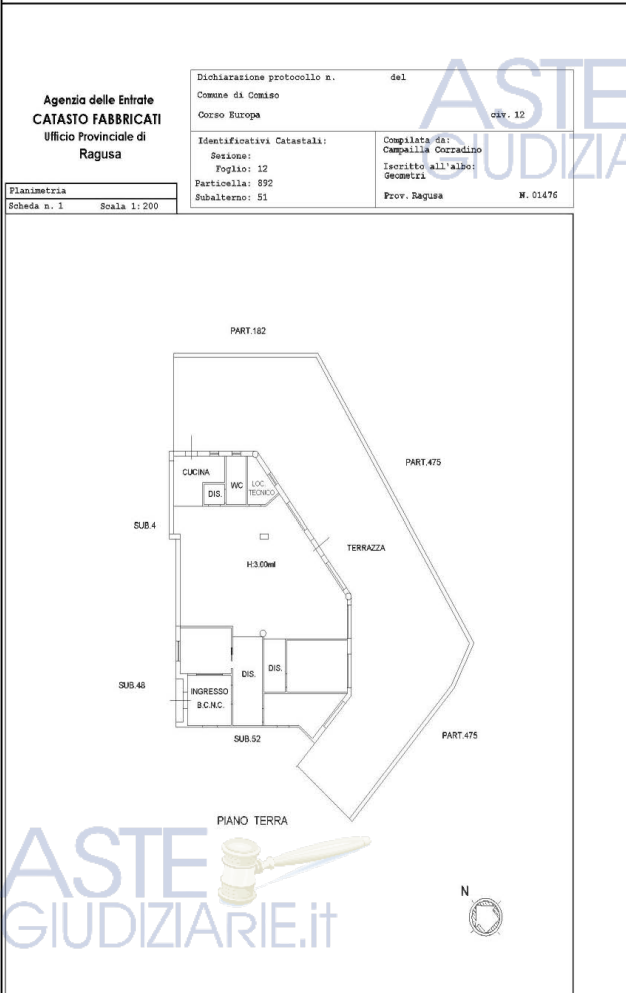 Agenzia delle Entrate
CATASTO FABBRICATI
Ufficio Provinciale di
Ragusa
Dichiarazione protocollo n. del
Comune di Comiso
Corso Europa civ. 12
Identificativi Catastali:
Sezione:
Foglio: 12
Particella: 892
Subalterno: 51
Compilata da:
Campailla Corradino
Iscritto all'albo:
Geometri
Prov. Ragusa N. 01476
Planimetria
Scheda n. 1 Scala 1:200
ASTE
GIUDIZIA
PART.182
PART.475
CUCINA
WC
LOC.
TECNICO
DIS.
SUB.4
TERRAZZA
H:3.00ml
DIS.
DIS.
SUB.48
INGRESSO
B.C.N.C.
SUB.52
PART.475
PIANO TERRA
ASTE
GIUDIZIARIE.it
N